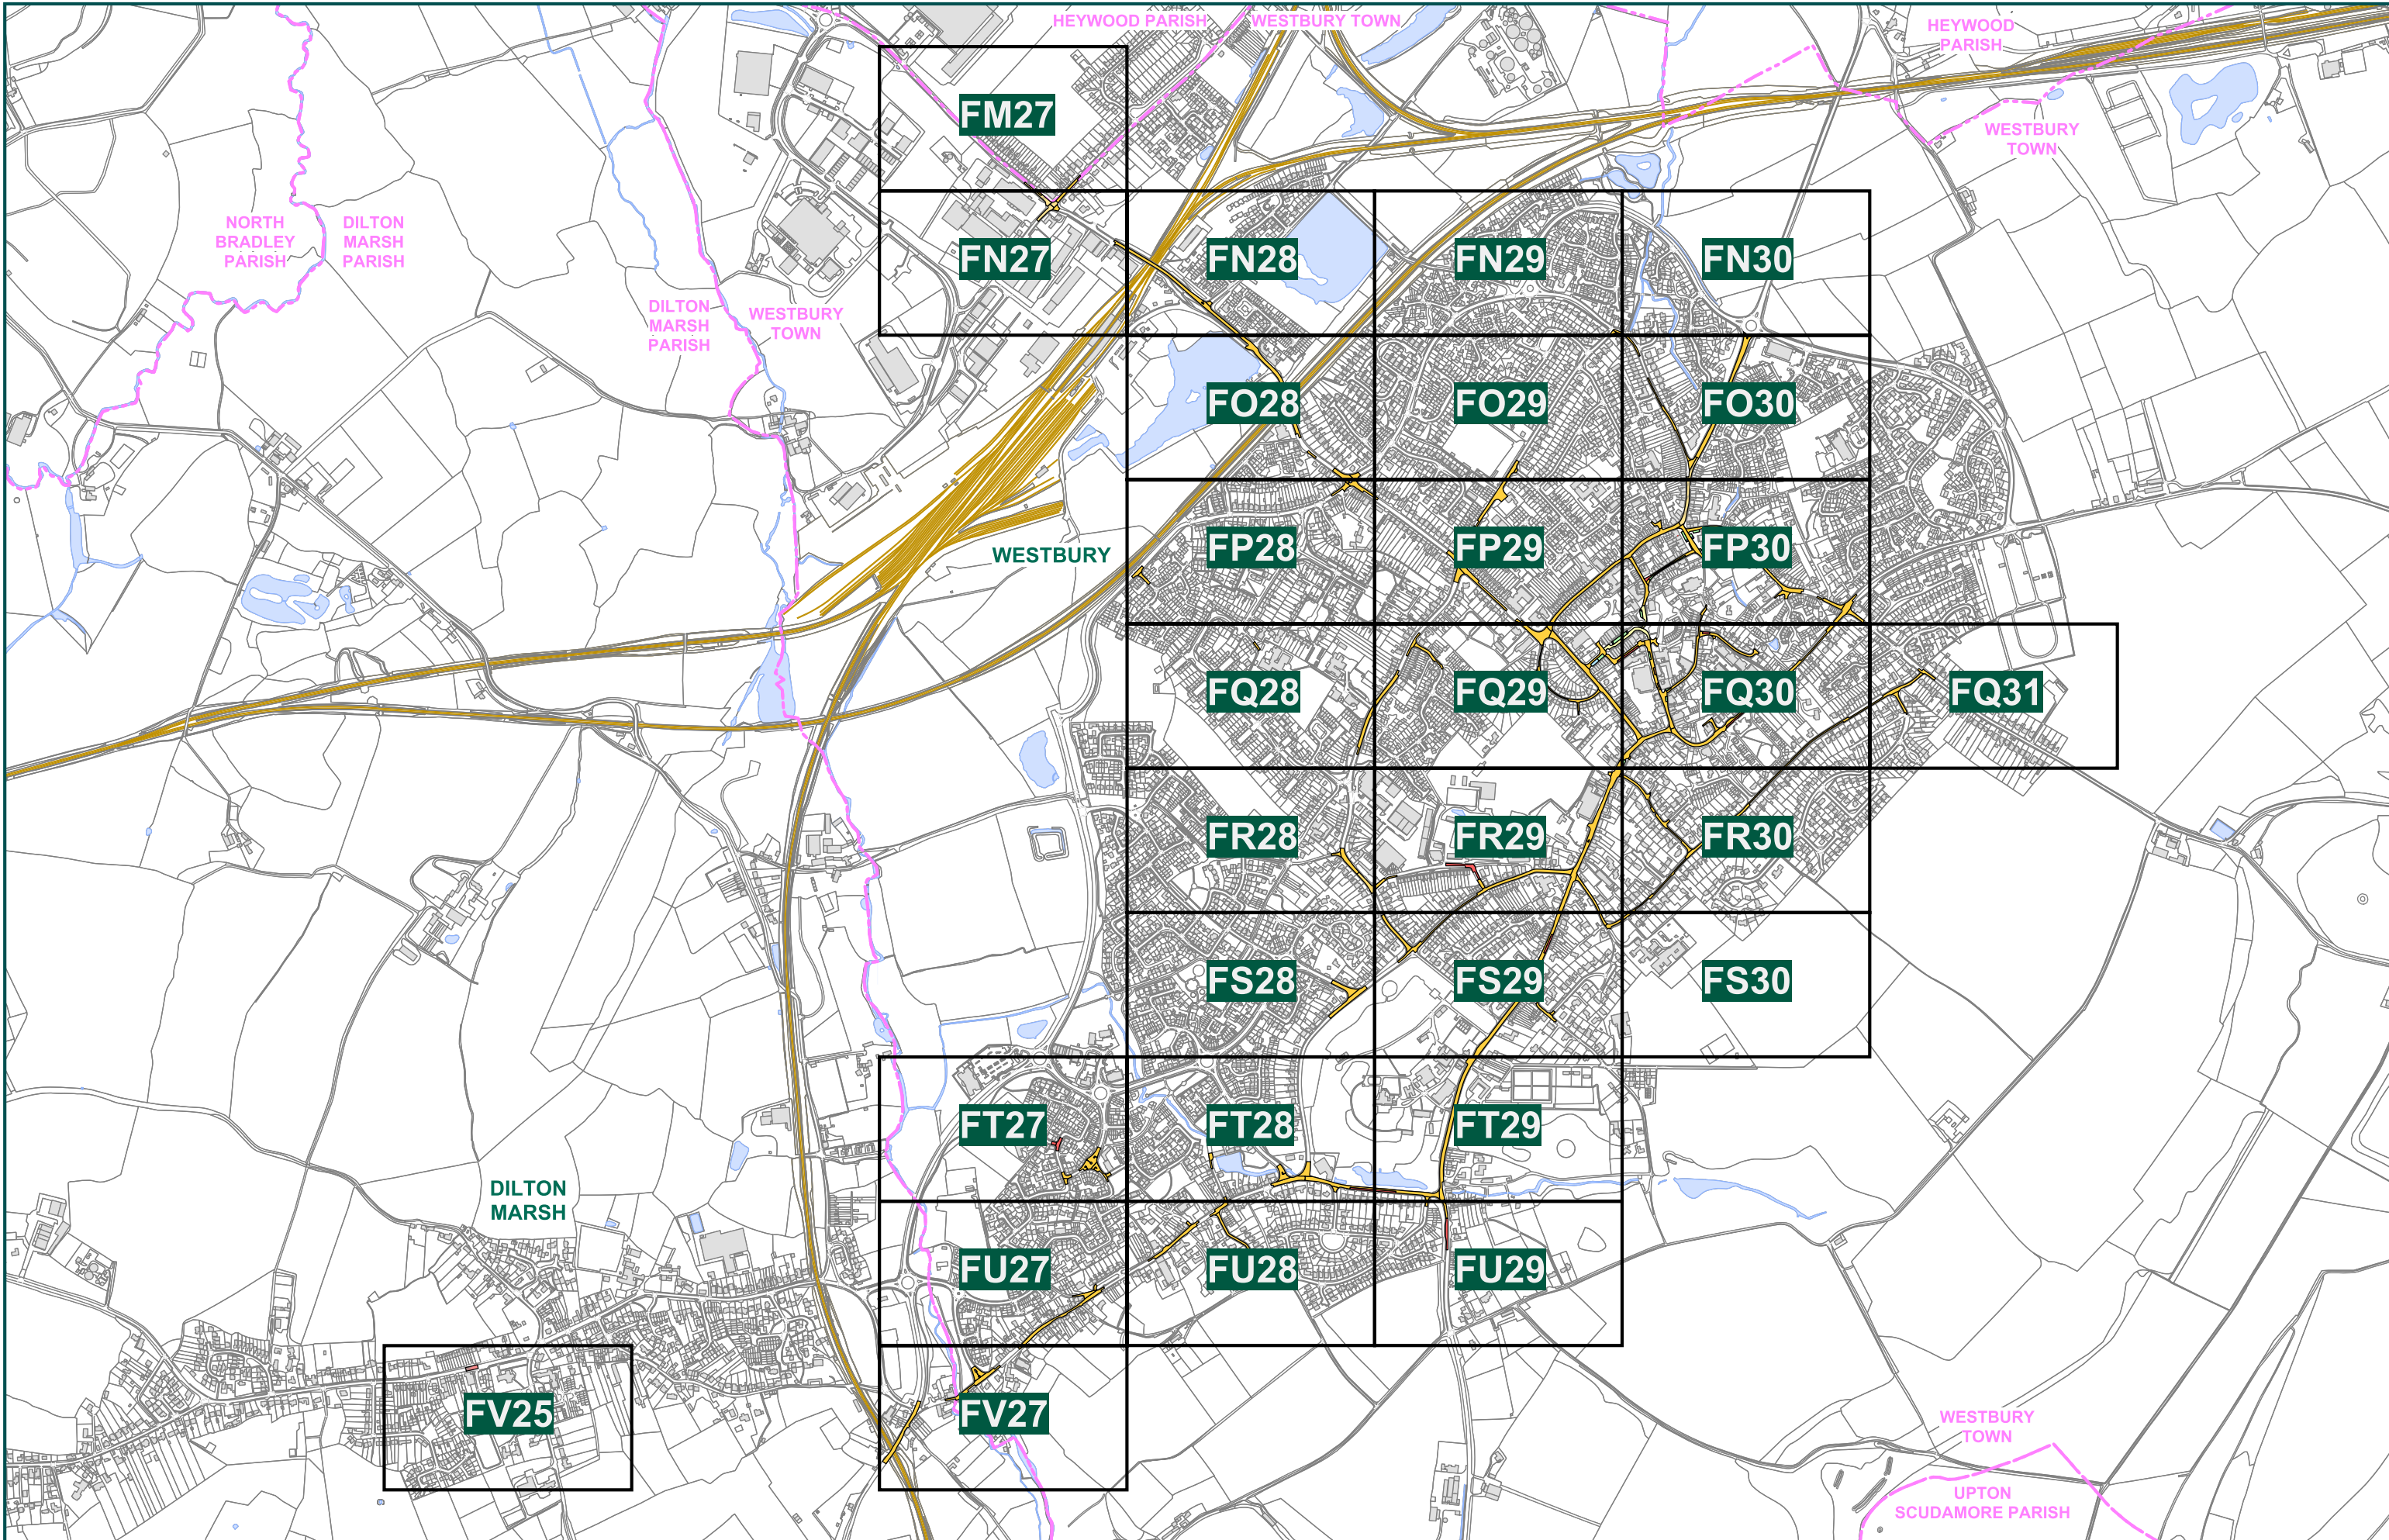 HEYWOOD PARISH
WESTBURY TOWN
HEYWOOD
PARISH
FM27
WESTBURY
TOWN
NORTH
BRADLEY
PARISH
DILTON
MARSH
PARISH
FN27
FN28
FN29
FN30
DILTON
MARSH
PARISH
WESTBURY
TOWN
FO28
FO29
FO30
WESTBURY
FP28
FP29
FP30
FQ28
FQ29
FQ30
FQ31
FR28
FR29
FR30
FS28
FS29
FS30
FT27
FT28
FT29
DILTON
MARSH
FU27
FU28
FU29
FV25
FV27
WESTBURY
TOWN
UPTON
SCUDAMORE PARISH